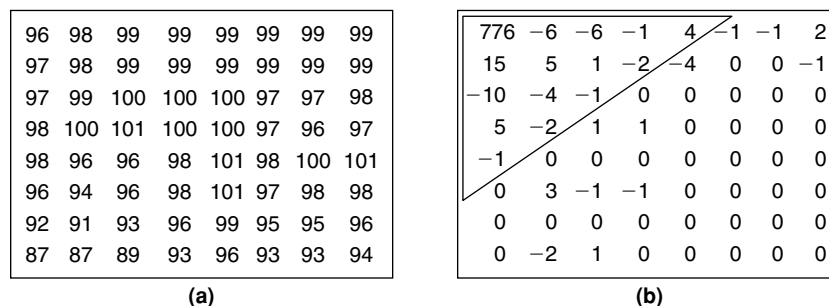 96 98 99 99 99 99 99 99
97 98 99 99 99 99 99 99
97 99 100 100 100 97 97 98
98 100 101 100 100 97 96 97
98 96 96 98 101 98 100 101
96 94 96 98 101 97 98 98
92 91 93 96 99 95 95 96
87 87 89 93 96 93 93 94
(a)
776 −6 −6 −1 4 −1 −1 2
15 5 1 −2 −4 0 0 −1
−10 −4 −1 0 0 0 0 0
5 −2 1 1 0 0 0 0
−1 0 0 0 0 0 0 0
0 3 −1 −1 0 0 0 0
0 0 0 0 0 0 0 0
0 −2 1 0 0 0 0 0
(b)